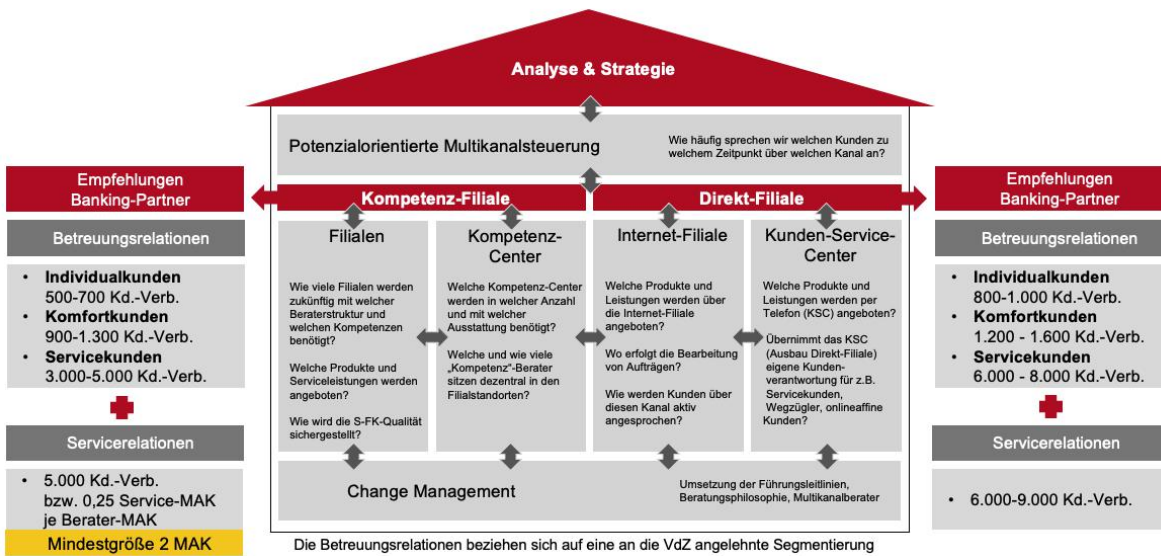 Analyse & Strategie
Potenzialorientierte Multikanalsteuerung
Wie häufig sprechen wir welchen Kunden zu
welchem Zeitpunkt über welchen Kanal an?
Empfehlungen
Banking-Partner
Betreuungsrelationen
• Individualkunden
500-700 Kd.-Verb.
• Komfortkunden
900-1.300 Kd.-Verb.
• Servicekunden
3.000-5.000 Kd.-Verb.
Servicerelationen
• 5.000 Kd.-Verb.
bzw. 0,25 Service-MAK
je Berater-MAK
Mindestgröße 2 MAK
Kompetenz-Filiale
Direkt-Filiale
Filialen
Wie viele Filialen werden
zukünftig mit welcher
Beraterstruktur und
welchen Kompetenzen
benötigt?
Welche Produkte und
Serviceleistungen werden
angeboten?
Wie wird die S-FK-Qualität
sichergestellt?
Kompetenz-
Center
Welche Kompetenz-Center
werden in welcher Anzahl
und mit welcher
Ausstattung benötigt?
Welche und wie viele
„Kompetenz"-Berater
sitzen dezentral in den
Filialstandorten?
Internet-Filiale
Welche Produkte und
Leistungen werden über
die Internet-Filiale
angeboten?
Wo erfolgt die Bearbeitung
von Aufträgen?
Wie werden Kunden über
diesen Kanal aktiv
angesprochen?
Kunden-Service-
Center
Welche Produkte und
Leistungen werden per
Telefon (KSC) angeboten?
Übernimmt das KSC
(Ausbau Direkt-Filiale)
eigene Kunden-
verantwortung für z.B.
Servicekunden,
Wegzügler, onlineaffine
Kunden?
Change Management
Umsetzung der Führungsleitlinien,
Beratungsphilosophie, Multikanalberater
Empfehlungen
Banking-Partner
Betreuungsrelationen
• Individualkunden
800-1.000 Kd.-Verb.
• Komfortkunden
1.200 - 1.600 Kd.-Verb.
• Servicekunden
6.000 - 8.000 Kd.-Verb.
Servicerelationen
• 6.000-9.000 Kd.-Verb.
Die Betreuungsrelationen beziehen sich auf eine an die VdZ angelehnte Segmentierung